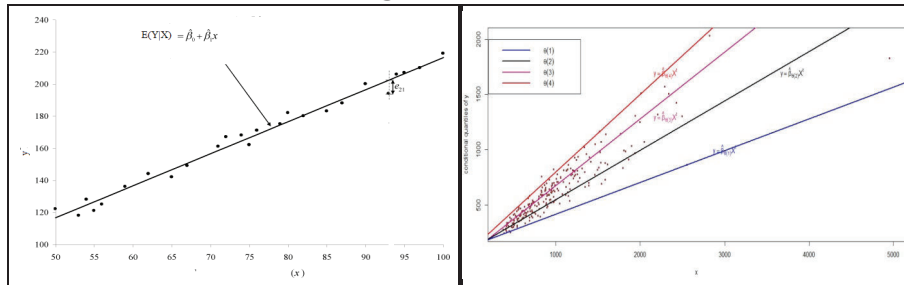 E(Y|X) = β̂₀ + β̂₁x
240
220
200
180
160
140
120
100
y
e₂₁
50 55 60 65 70 75 80 85 90 95 100
(x)
θ(1)
θ(2)
θ(3)
θ(4)
conditional quantiles of y
2000
1500
1000
500
1000 2000 3000 4000 5000
x